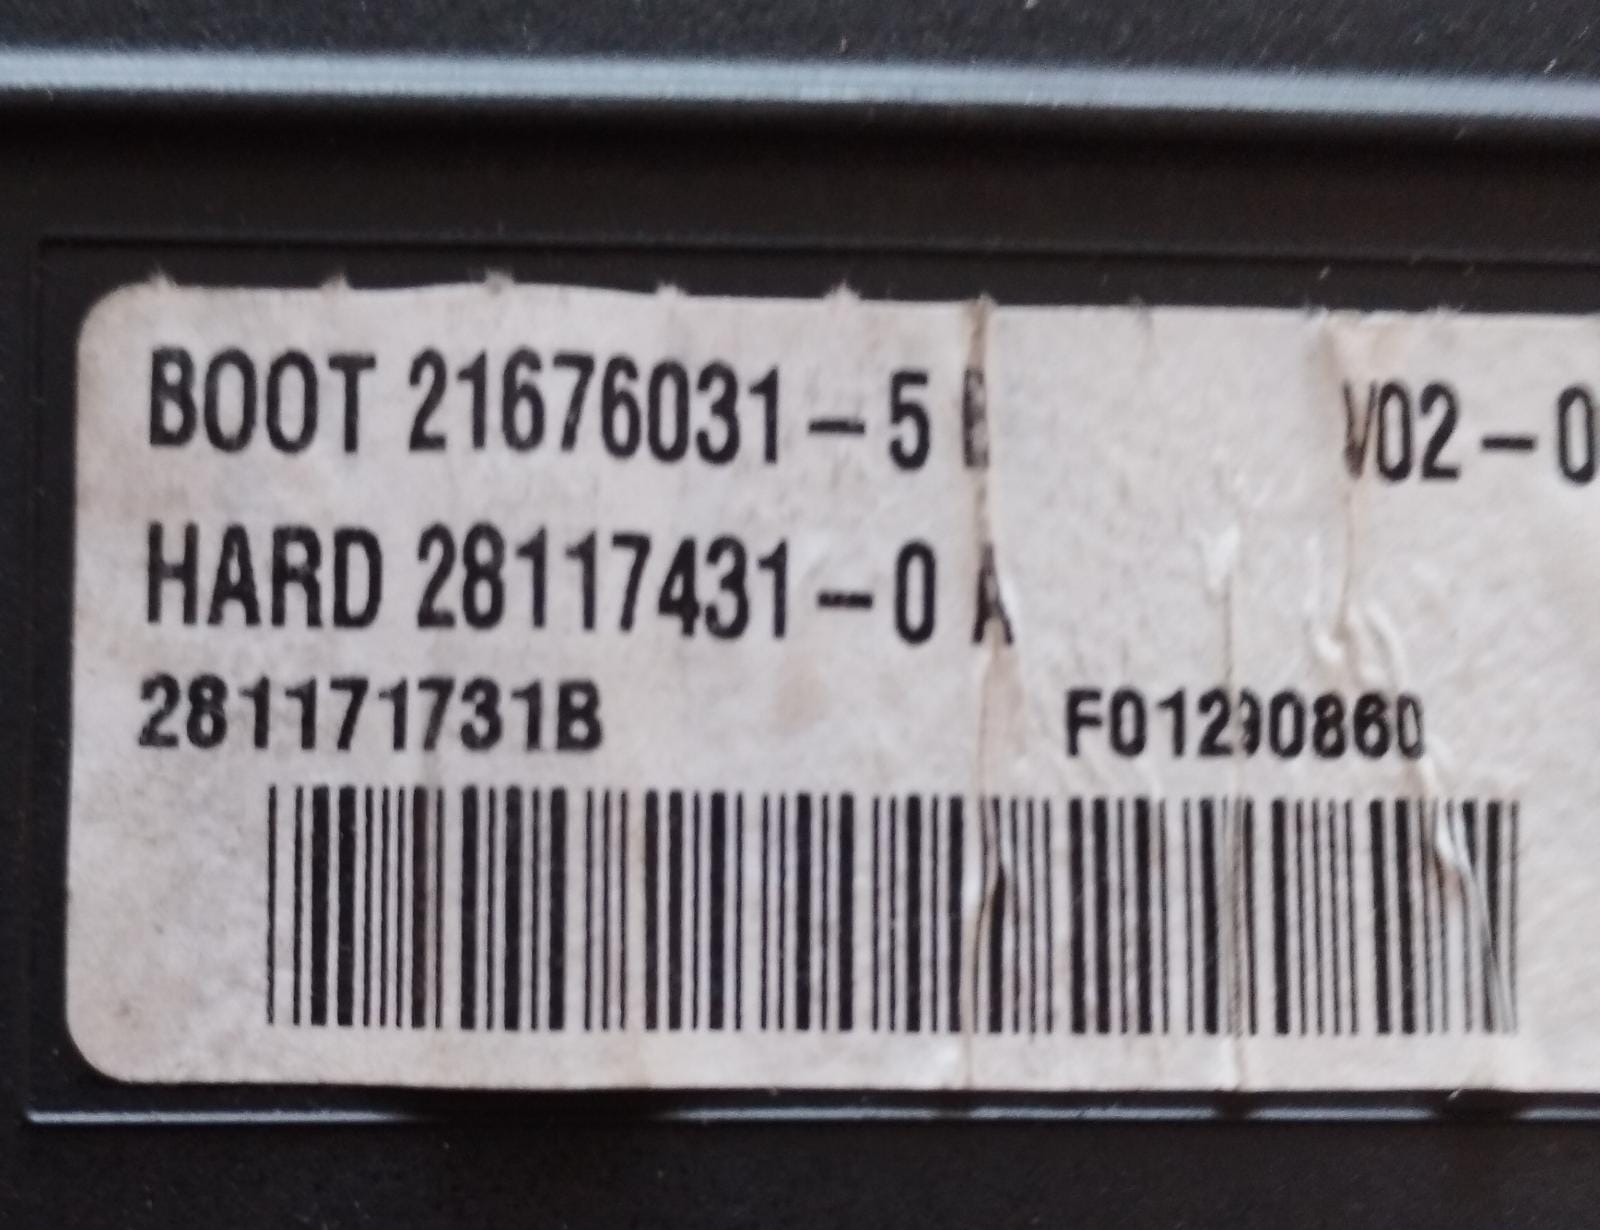 BOOT 21676031-5 V02-0
HARD 28117431-0 A
281171731B F01290860